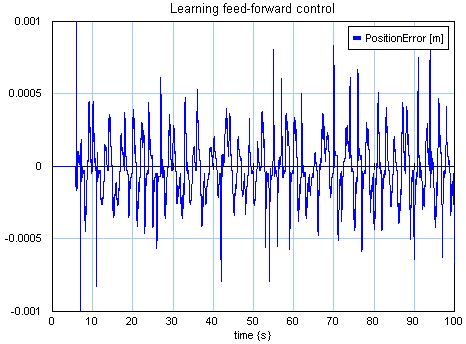 Learning feed-forward control
PositionError [m]
0.001
0.0005
0
-0.0005
-0.001
0 10 20 30 40 50 60 70 80 90 100
time {s}